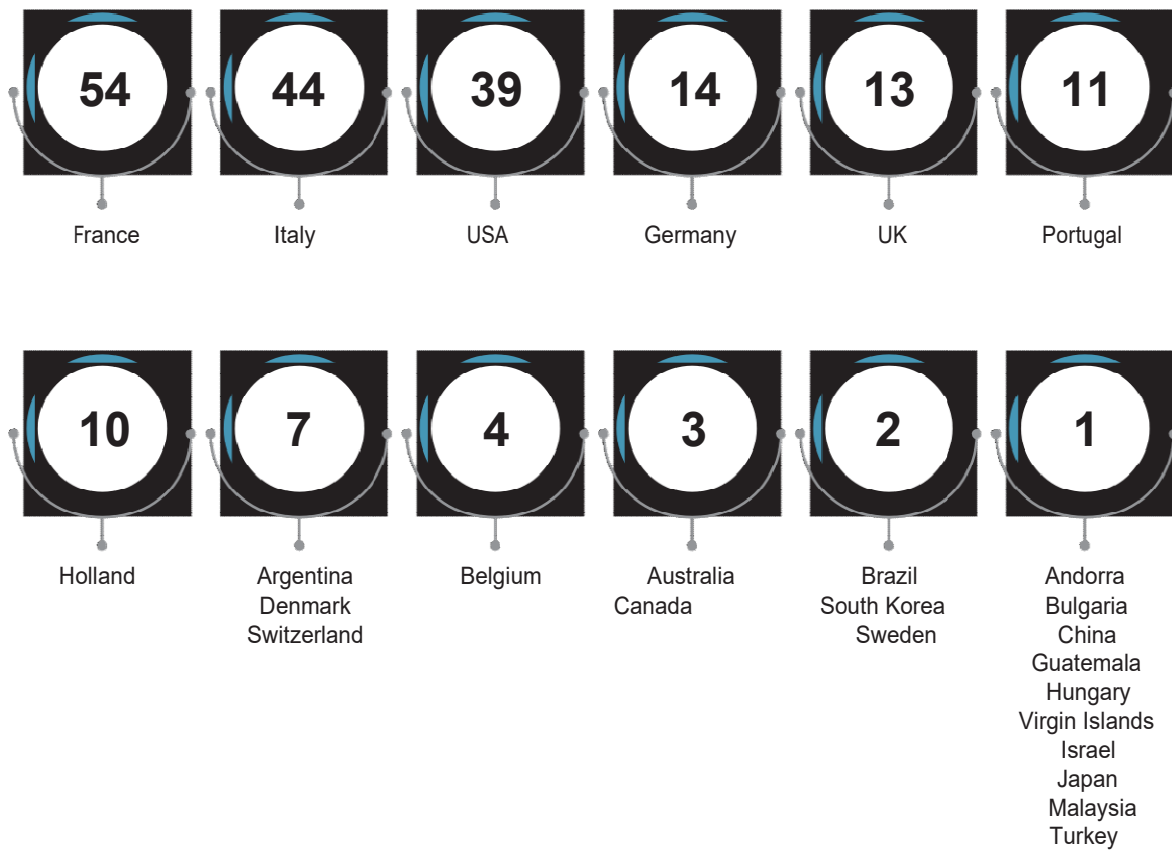 54 44 39 14 13 11
France Italy USA Germany UK Portugal
10 7 4 3 2 1
Holland Argentina Belgium Australia Brazil Andorra
Denmark Canada South Korea Bulgaria
Switzerland Sweden China
Guatemala
Hungary
Virgin Islands
Israel
Japan
Malaysia
Turkey